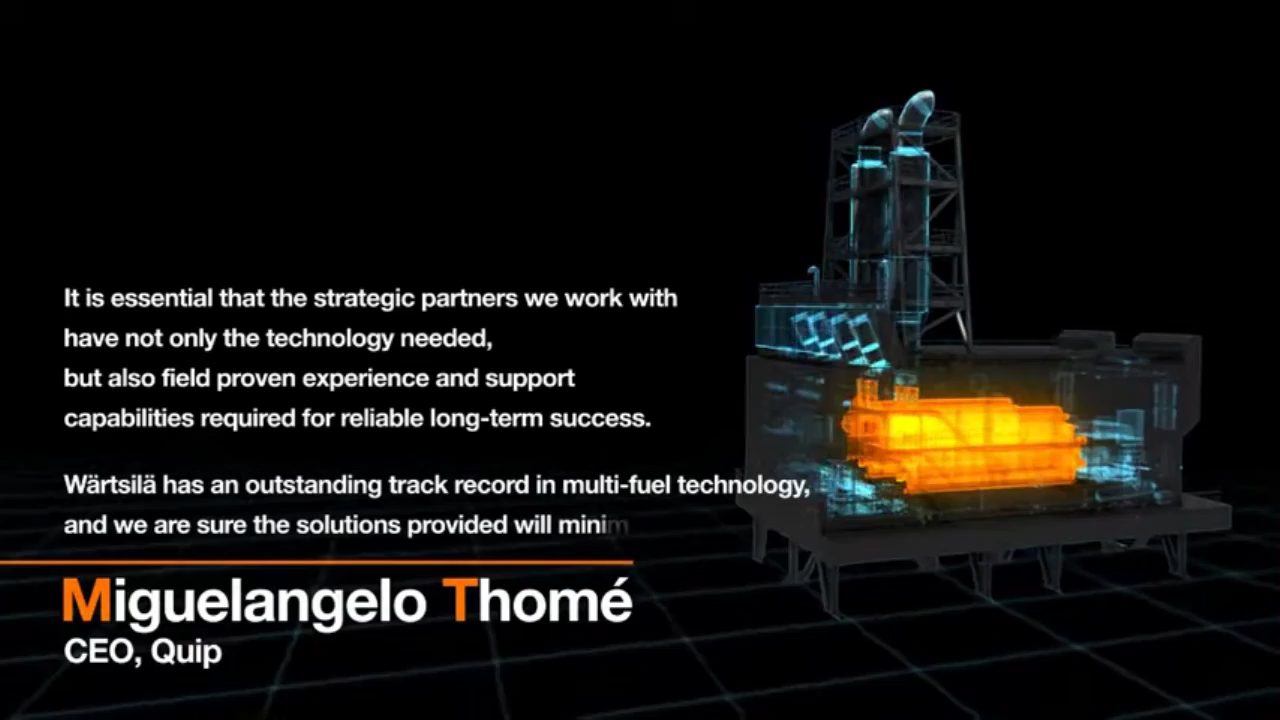 It is essential that the strategic partners we work with
have not only the technology needed,
but also field proven experience and support
capabilities required for reliable long-term success.
Wärtsilä has an outstanding track record in multi-fuel technology,
and we are sure the solutions provided will minim
Miguelangelo Thomé
CEO, Quip